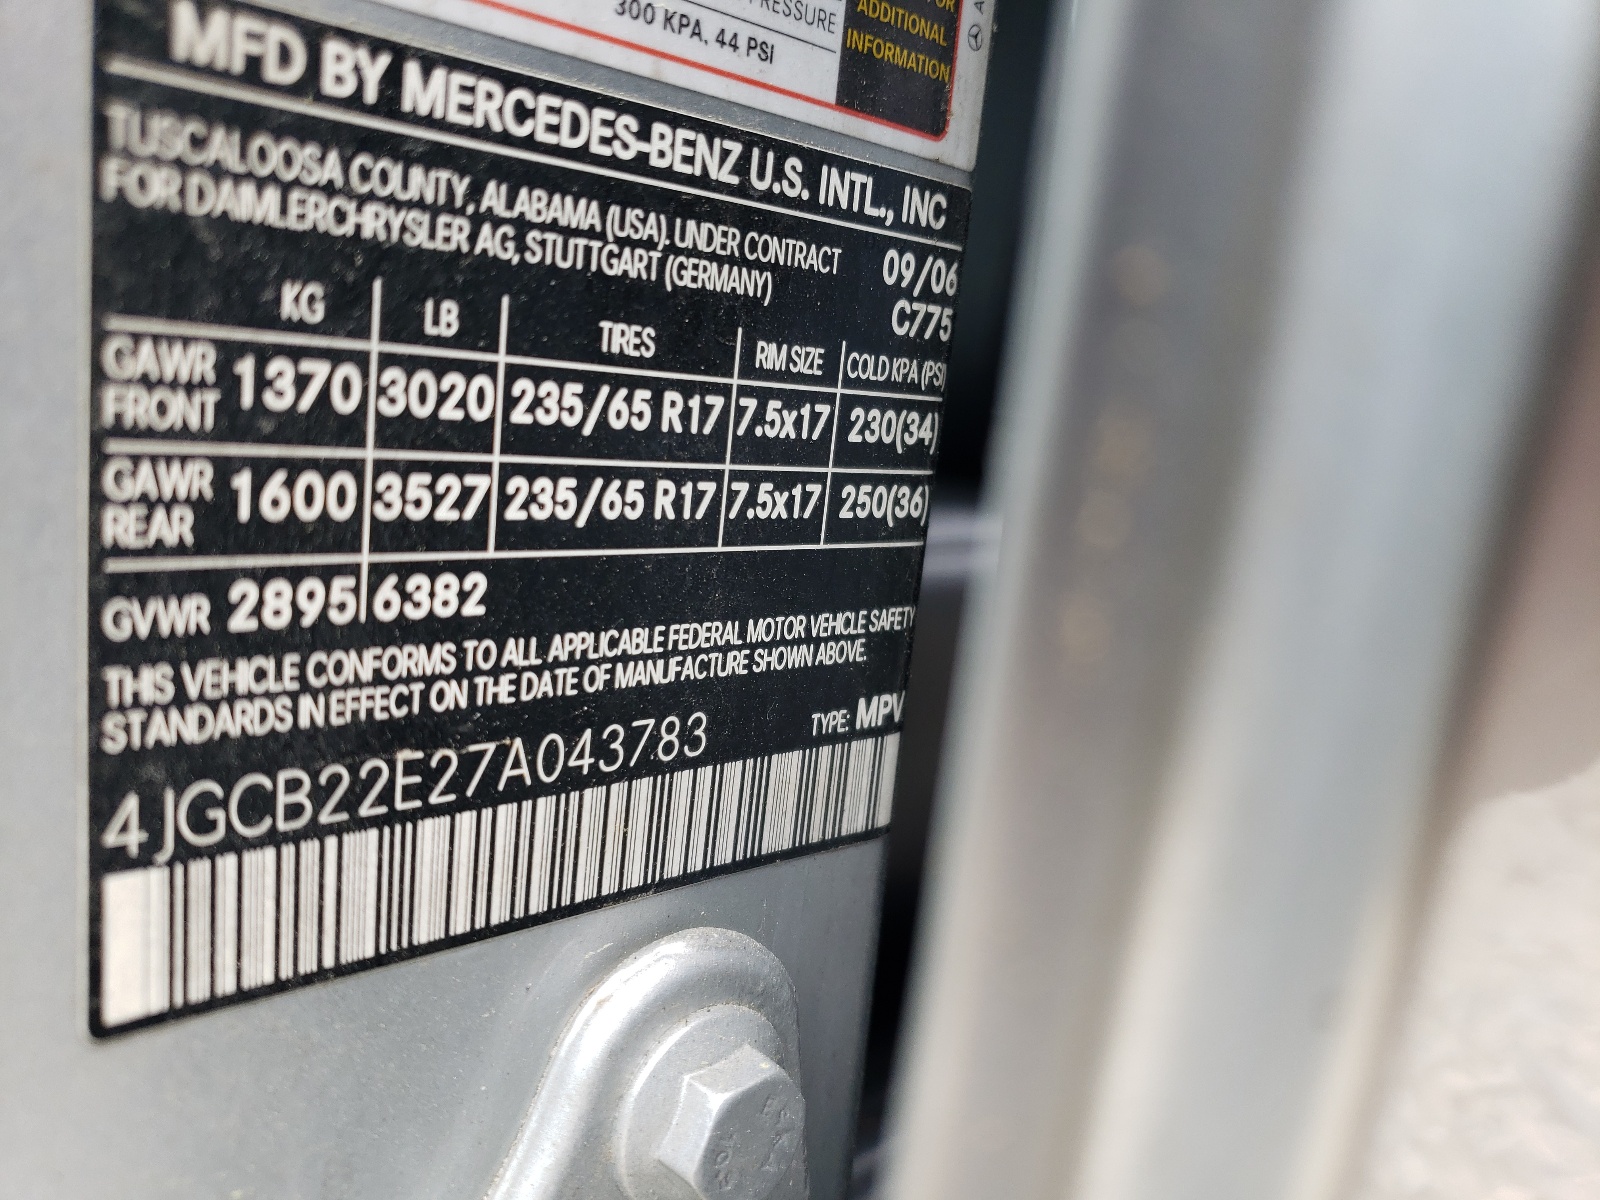 PRESSURE
300 KPA, 44 PSI
FOR
ADDITIONAL
INFORMATION
MFD BY MERCEDES-BENZ U.S. INTL., INC
TUSCALOOSA COUNTY, ALABAMA (USA). UNDER CONTRACT
FOR DAIMLERCHRYSLER AG, STUTTGART (GERMANY)
09/06
C775
KG LB TIRES RIM SIZE COLD KPA (PSI)
GAWR FRONT 1370 3020 235/65 R17 7.5x17 230(34)
GAWR REAR 1600 3527 235/65 R17 7.5x17 250(36)
GVWR 2895 6382
THIS VEHICLE CONFORMS TO ALL APPLICABLE FEDERAL MOTOR VEHICLE SAFETY
STANDARDS IN EFFECT ON THE DATE OF MANUFACTURE SHOWN ABOVE.
4JGCB22E27A043783
TYPE: MPV